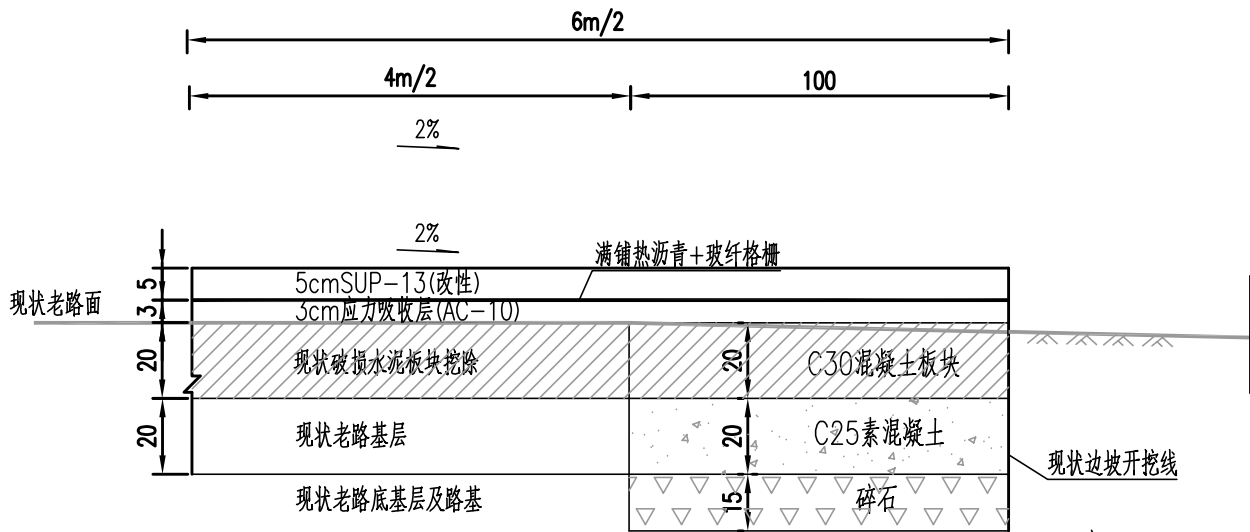 6m/2
4m/2
100
2%
2%
满铺热沥青+玻纤格栅
5
5cmSUP-13(改性)
现状老路面
3
3cm应力吸收层(AC-10)
20
现状破损水泥板块挖除
20
C30混凝土板块
20
现状老路基层
20
C25素混凝土
现状边坡开挖线
现状老路底基层及路基
15
碎石